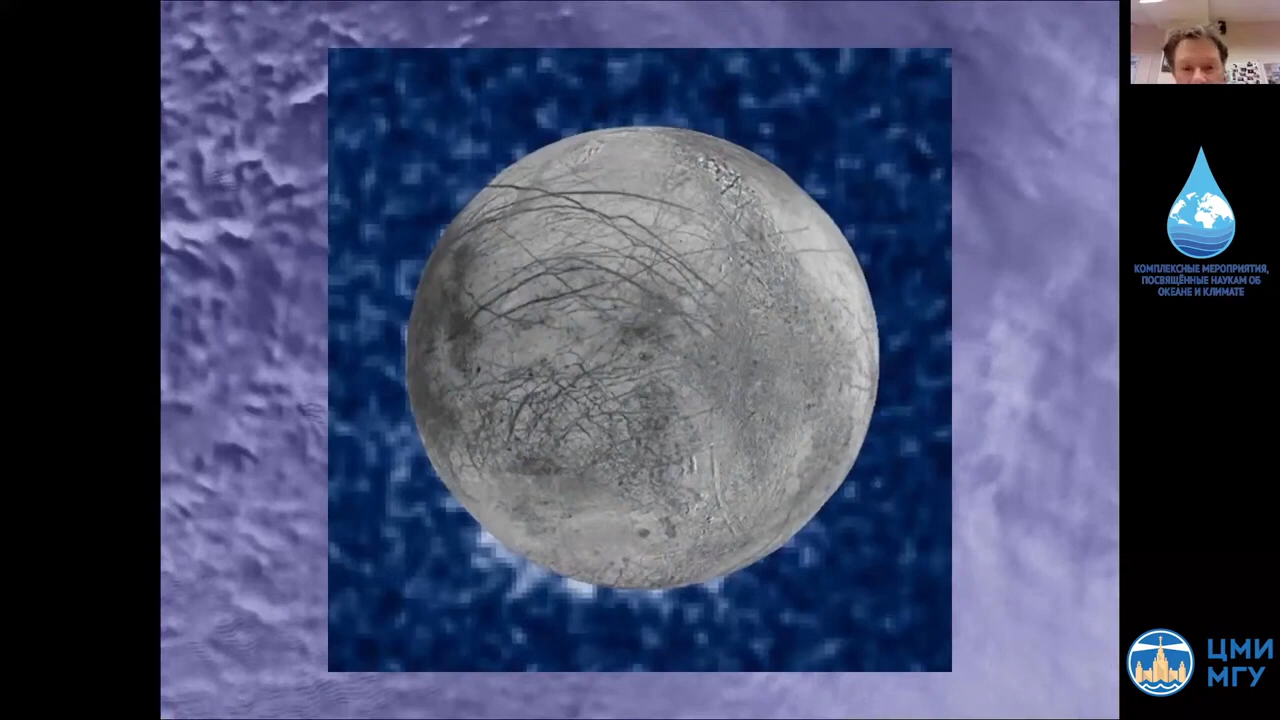 КОМПЛЕКСНЫЕ МЕРОПРИЯТИЯ,
ПОСВЯЩЁННЫЕ НАУКАМ ОБ
ОКЕАНЕ И КЛИМАТЕ
ЦМИ
МГУ